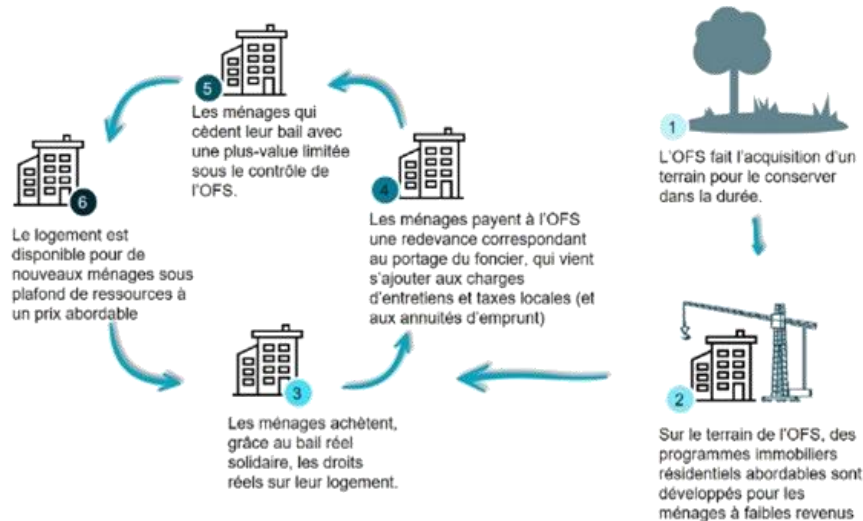 1
L'OFS fait l'acquisition d'un
terrain pour le conserver
dans la durée.
2
Sur le terrain de l'OFS, des
programmes immobiliers
résidentiels abordables sont
développés pour les
ménages à faibles revenus
3
Les ménages achètent,
grâce au bail réel
solidaire, les droits
réels sur leur logement.
4
Les ménages payent à l'OFS
une redevance correspondant
au portage du foncier, qui vient
s'ajouter aux charges
d'entretiens et taxes locales (et
aux annuités d'emprunt)
5
Les ménages qui
cèdent leur bail avec
une plus-value limitée
sous le contrôle de
l'OFS.
6
Le logement est
disponible pour de
nouveaux ménages sous
plafond de ressources à
un prix abordable